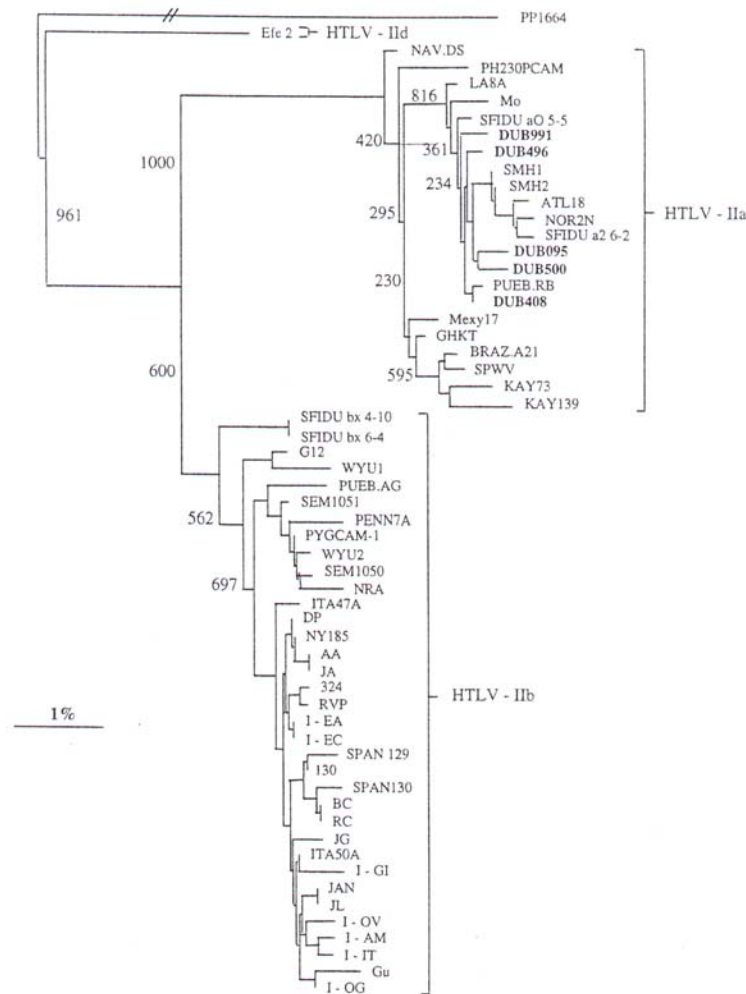 PP1664
Efe 2
HTLV - IId
NAV.DS
PH230PCAM
LA8A
816
Mo
SFIDU aO 5-5
DUB991
420
361
DUB496
SMH1
1000
234
SMH2
ATL18
961
295
NOR2N
HTLV - IIa
SFIDU a2 6-2
DUB095
DUB500
230
PUEB.RB
DUB408
Mexy17
GHKT
BRAZ.A21
600
595
SPWV
KAY73
KAY139
SFIDU bx 4-10
SFIDU bx 6-4
G12
WYU1
PUEB.AG
SEM1051
562
PENN7A
PYGCAM-1
WYU2
697
SEM1050
NRA
ITA47A
DP
NY185
AA
JA
324
HTLV - IIb
RVP
1%
I - EA
I - EC
SPAN 129
130
SPAN130
BC
RC
JG
ITA50A
I - GI
JAN
JL
I - OV
I - AM
I - IT
Gu
I - OG